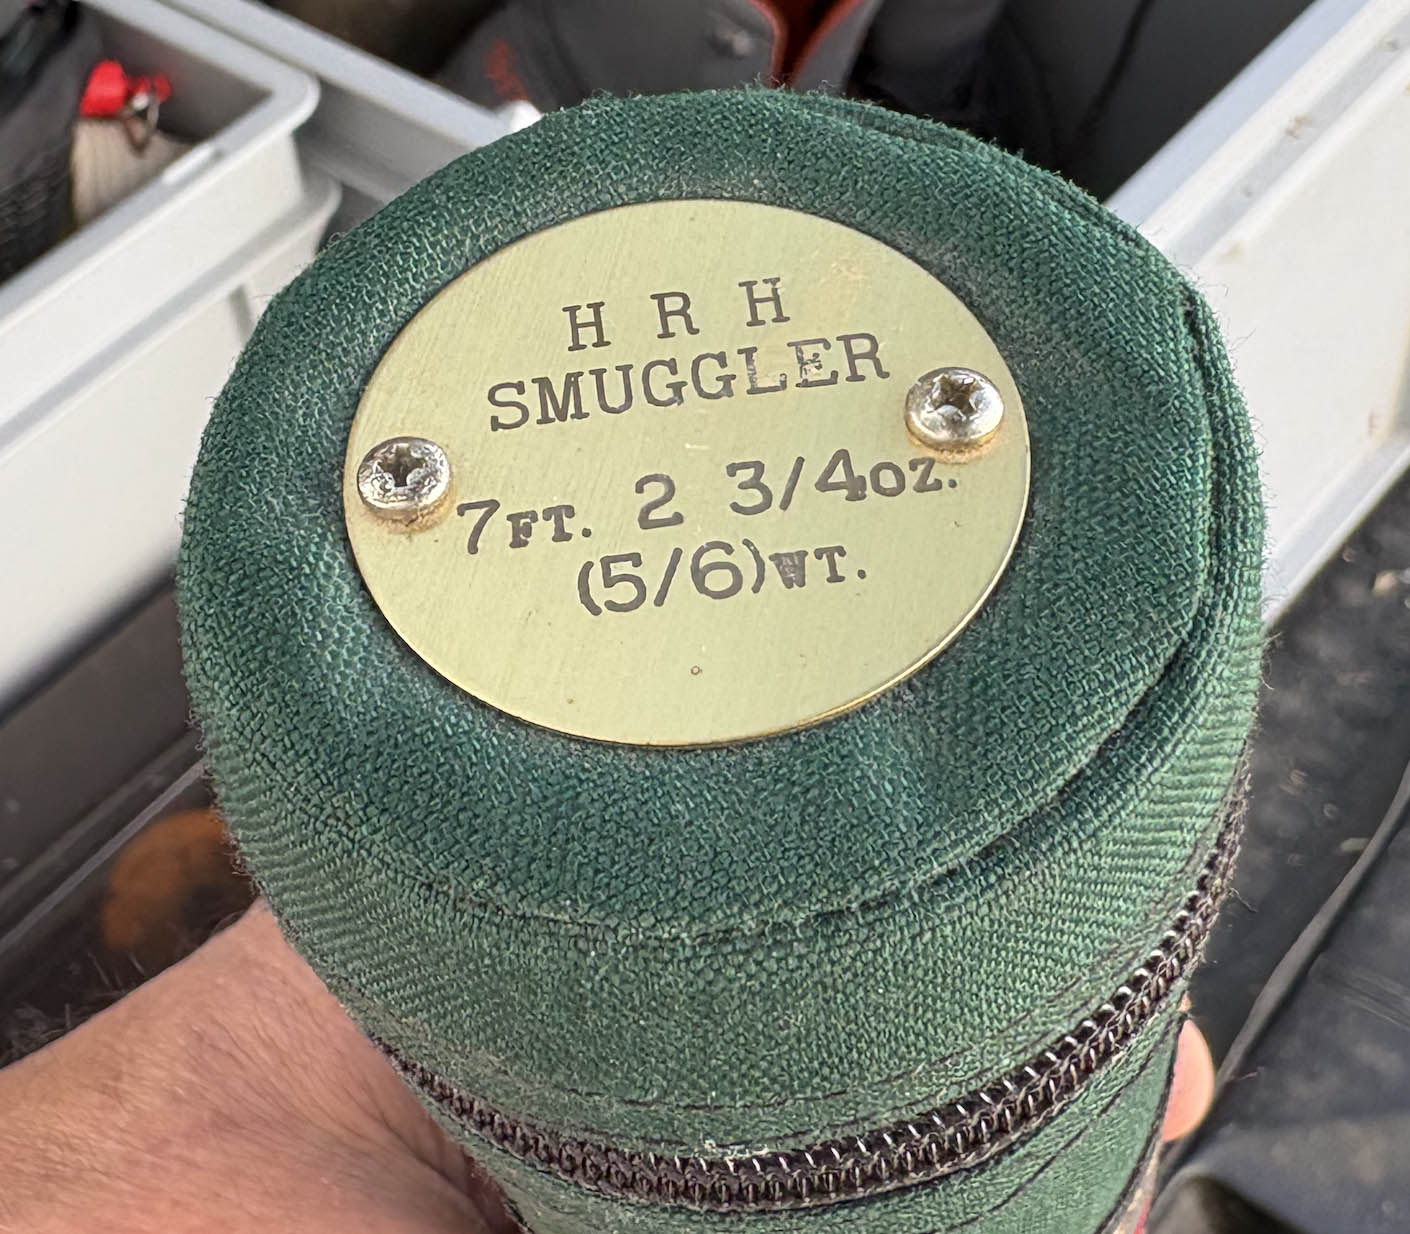 H R H
SMUGGLER
7FT. 2 3/4OZ.
(5/6)WT.